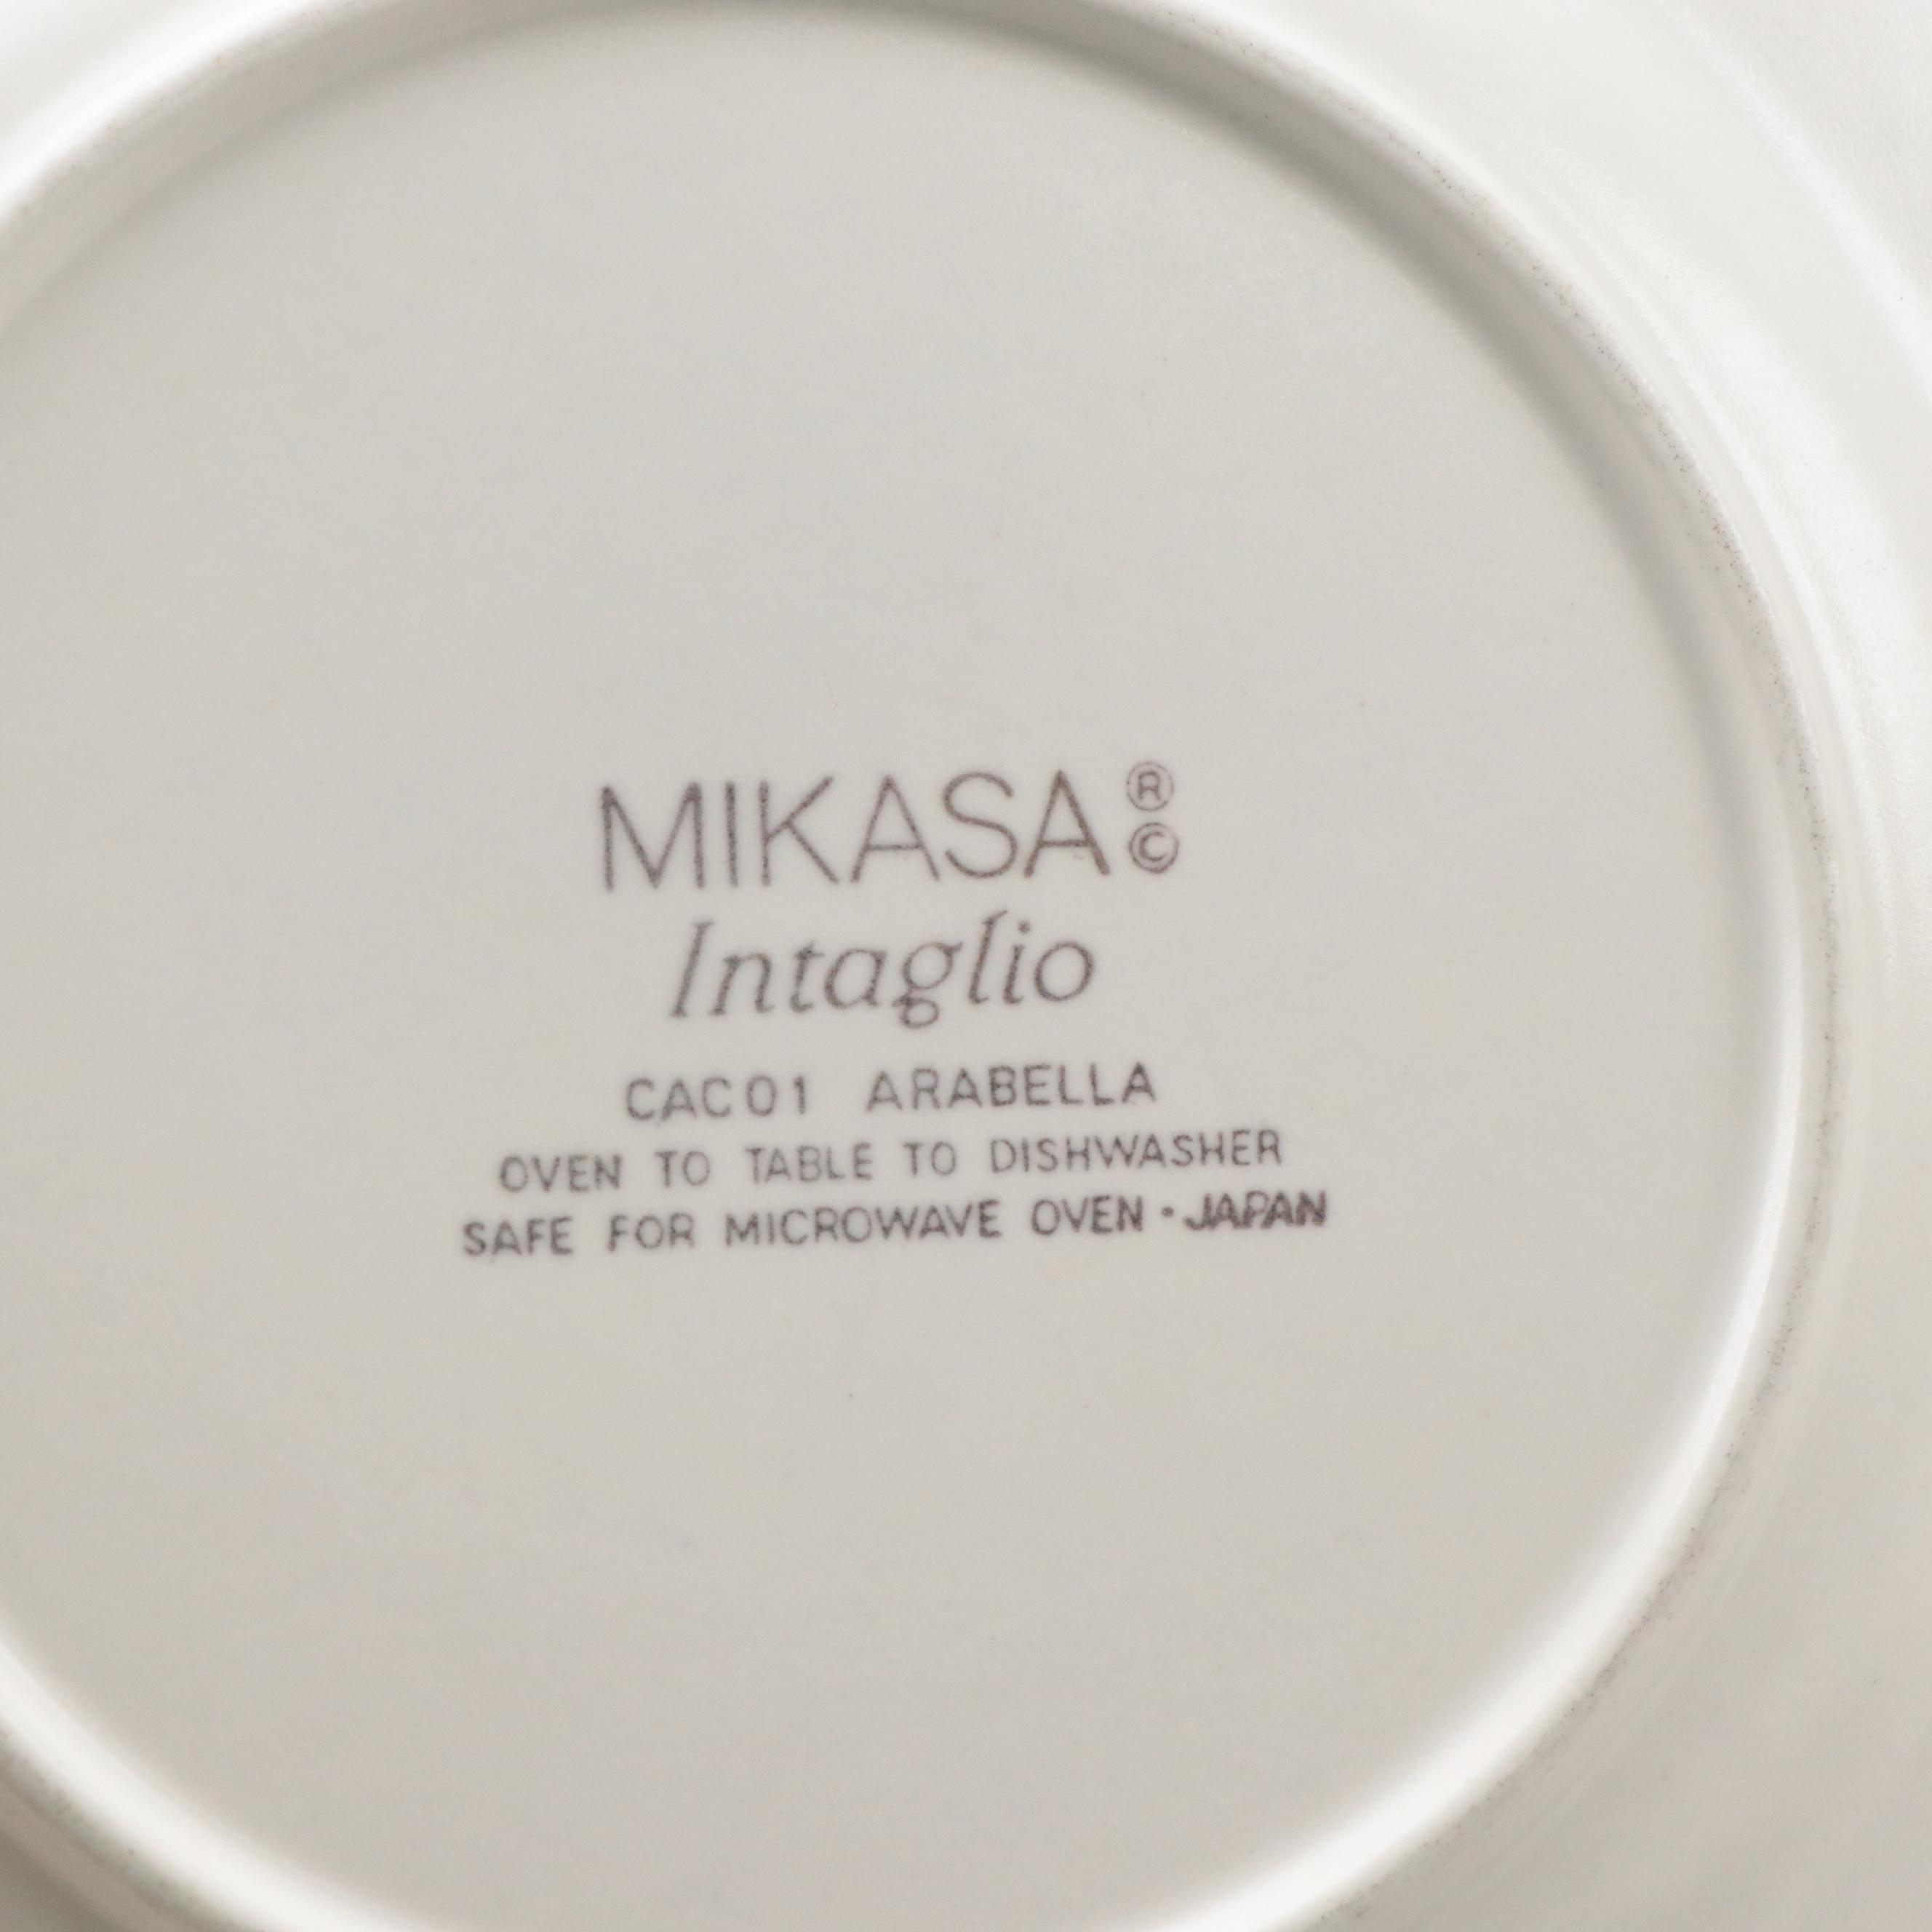 MIKASA®©
Intaglio
CAC01 ARABELLA
OVEN TO TABLE TO DISHWASHER
SAFE FOR MICROWAVE OVEN · JAPAN